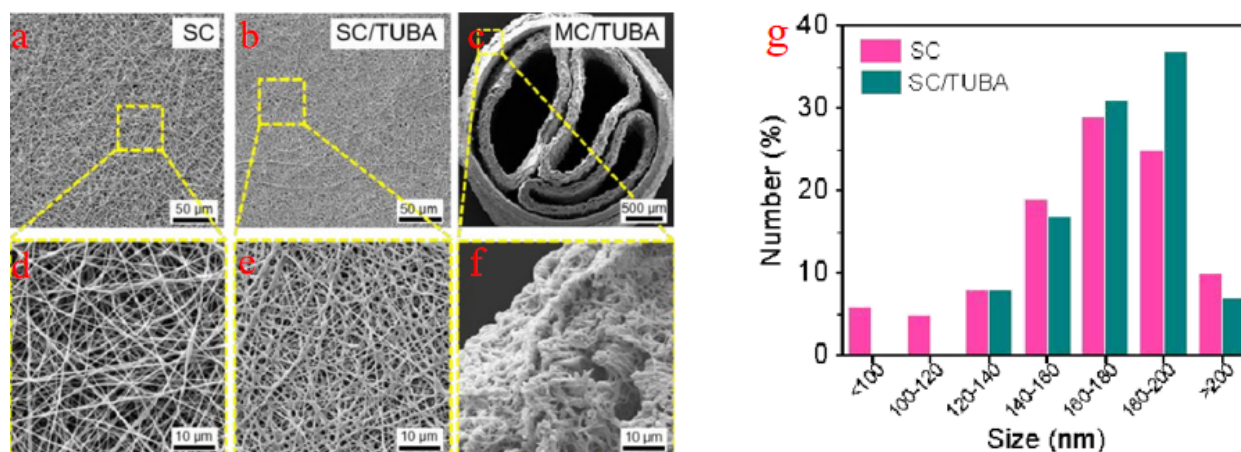 a
SC
50 µm
b
SC/TUBA
50 µm
c
MC/TUBA
500 µm
d
10 µm
e
10 µm
f
10 µm
g
SC
SC/TUBA
Number (%)
40
30
20
10
0
<100
100-120
120-140
140-160
160-180
180-200
>200
Size (nm)